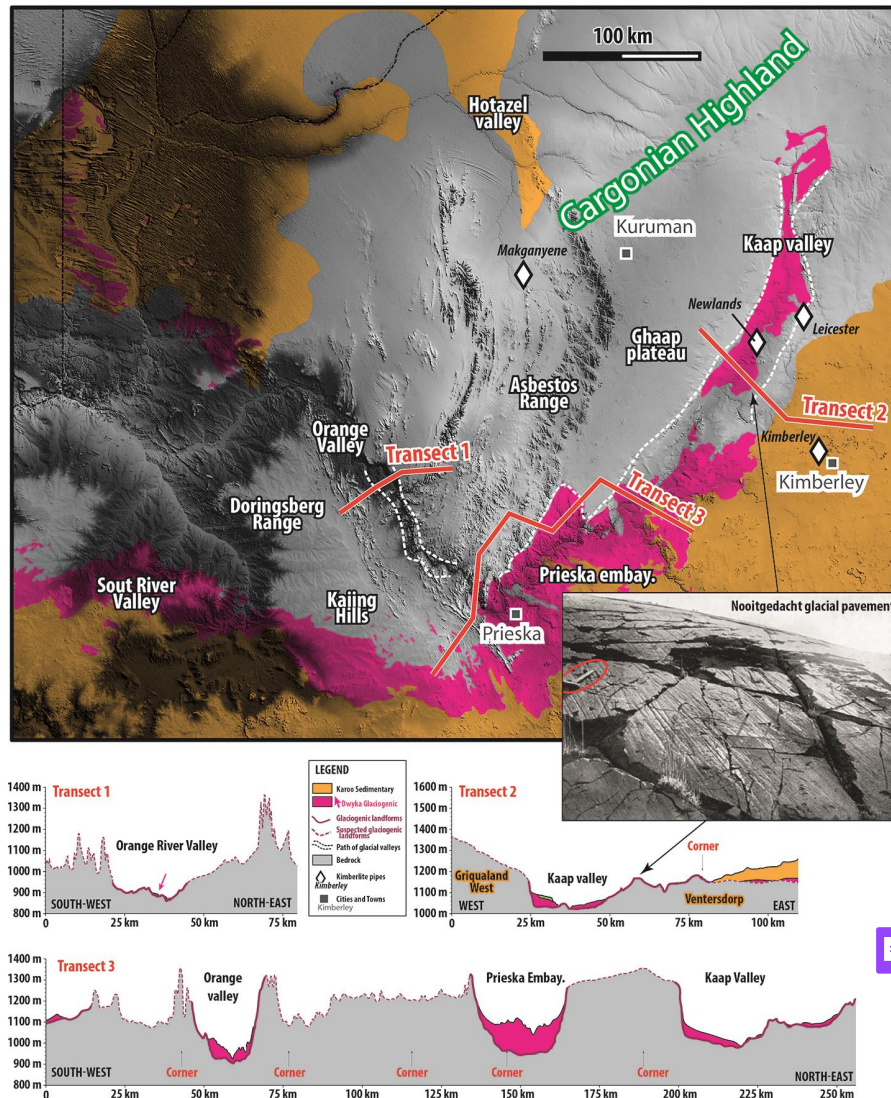 100 km
Cargonian Highland
Hotazel
valley
Kuruman
Makganyene
Kaap valley
Newlands
Leicester
Ghaap
plateau
Asbestos
Range
Transect 2
Orange
Valley
Transect 1
Kimberley
Kimberley
Transect 3
Doringsberg
Range
Prieska embay.
Sout River
Valley
Kaiing
Hills
Prieska
Nooitgedacht glacial pavement
Transect 1
1400 m
1300 m
1200 m
1100 m
1000 m
900 m
800 m
Orange River Valley
SOUTH-WEST
NORTH-EAST
0
25 km
50 km
75 km
LEGEND
Karoo Sedimentary
Dwyka Glaciogenic
Glaciogenic landforms
Suspected glaciogenic
landforms
Path of glacial valleys
Bedrock
Kimberlite pipes
Kimberley
Cities and Towns
Kimberley
Transect 2
1600 m
1500 m
1400 m
1300 m
1200 m
1100 m
1000 m
Griqualand
West
WEST
Kaap valley
Corner
Ventersdorp
EAST
0
25 km
50 km
75 km
100 km
Transect 3
1400 m
1300 m
1200 m
1100 m
1000 m
900 m
800 m
Orange
valley
Prieska Embay.
Kaap Valley
SOUTH-WEST
Corner
Corner
Corner
Corner
Corner
NORTH-EAST
0
25 km
50 km
75 km
100 km
125 km
150 km
175 km
200 km
225 km
250 km